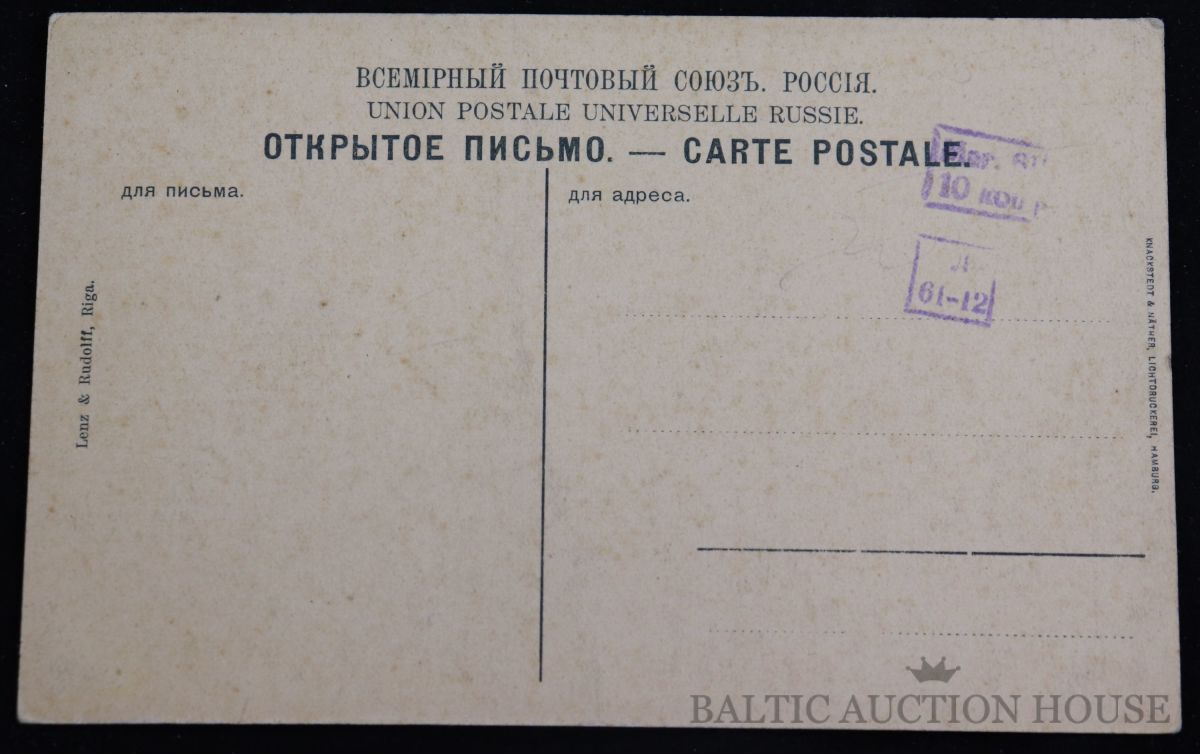 ВСЕМІРНЫЙ ПОЧТОВЫЙ СОЮЗЪ. РОССІЯ.
UNION POSTALE UNIVERSELLE RUSSIE.
ОТКРЫТОЕ ПИСЬМО. — CARTE POSTALE.
для письма.
для адреса.
10 коп
61-12
Lenz & Rudolff, Riga.
KNACKSTEDT & NÄTHER, LICHTDRUCKEREI, HAMBURG.
BALTIC AUCTION HOUSE